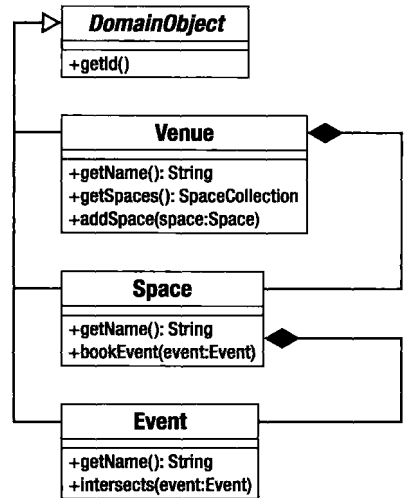 DomainObject
+getId()
Venue
+getName(): String
+getSpaces(): SpaceCollection
+addSpace(space:Space)
Space
+getName(): String
+bookEvent(event:Event)
Event
+getName(): String
+intersects(event:Event)